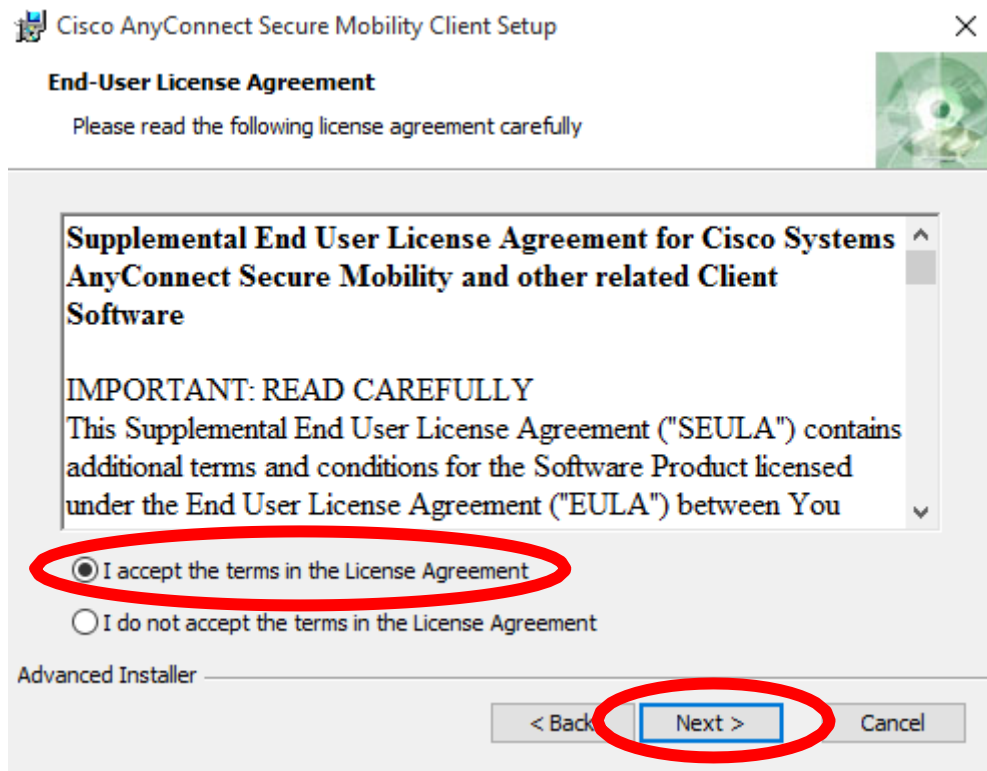 Cisco AnyConnect Secure Mobility Client Setup
End-User License Agreement
Please read the following license agreement carefully
Supplemental End User License Agreement for Cisco Systems
AnyConnect Secure Mobility and other related Client
Software
IMPORTANT: READ CAREFULLY
This Supplemental End User License Agreement ("SEULA") contains
additional terms and conditions for the Software Product licensed
under the End User License Agreement ("EULA") between You
I accept the terms in the License Agreement
I do not accept the terms in the License Agreement
Advanced Installer
< Back Next > Cancel